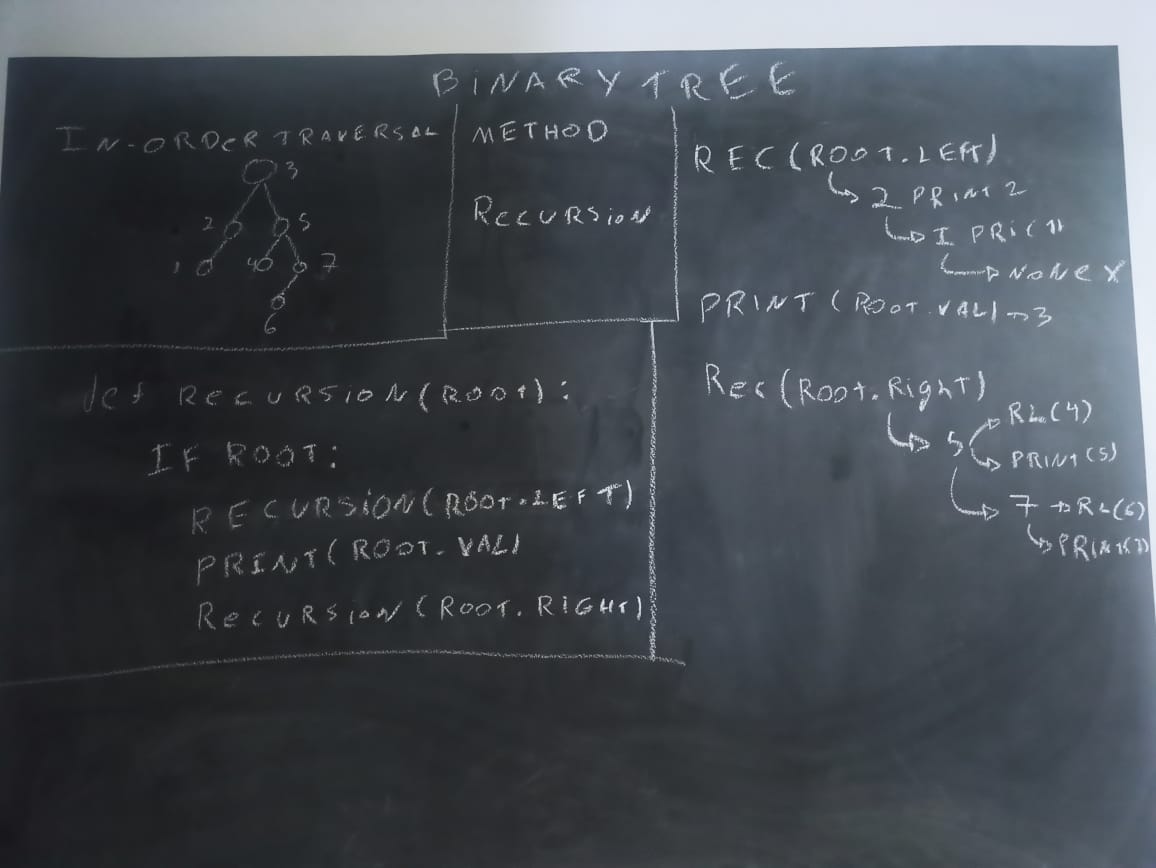 BINARY TREE
IN-ORDER TRAVERSAL
3
2 5
1 4 7
6
METHOD
RECURSION
def RECURSION(ROOT):
IF ROOT:
RECURSION(ROOT.LEFT)
PRINT(ROOT.VAL)
RECURSION(ROOT.RIGHT)
REC(ROOT.LEFT)
↳ 2 PRINT 2
↳ 1 PRI(1)
↳ NONE X
PRINT(ROOT.VAL) → 3
Rec(ROOT.RigHT)
RL(4)
↳ 5
PRINT(5)
↳ 7 → RL(6)
↳ PRINT(7)